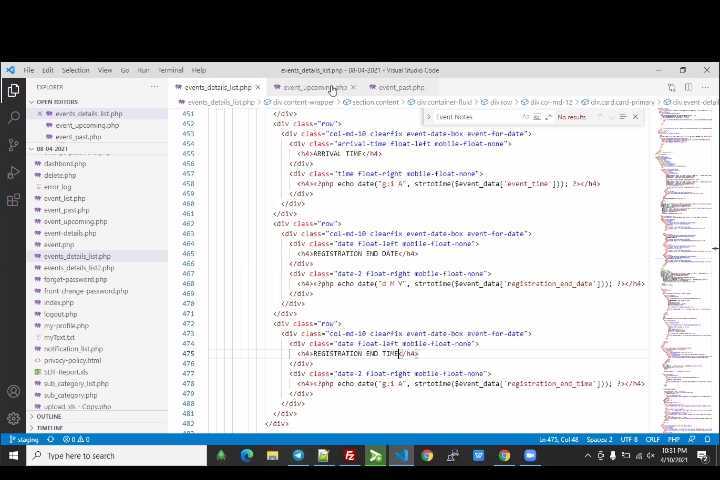 File Edit Selection View Go Run Terminal Help events_details_list.php - 08-04-2021 - Visual Studio Code
EXPLORER ··· events_details_list.php × event_upcoming.php × event_past.php
events_details_list.php > div.content-wrapper > section.content > div.container-fluid > div.row > div.col-md-12 > div.card.card-primary > div.event-detai
OPEN EDITORS
× events_details_list.php
event_upcoming.php
event_past.php
08-04-2021
dashbord.php
delete.php
error_log
event_list.php
event_past.php
event_upcoming.php
event-details.php
event.php
events_details_list.php
events_details_list2.php
forget-password.php
front-change-password.php
index.php
logout.php
my-profile.php
myText.txt
notification_list.php
privacy-policy.html
sub_category_list.php
sub_category.php
upload_xls - Copy.php
OUTLINE
TIMELINE
Event Notes Aa No results
451 </div>
452 <div class="row">
453 <div class="col-md-10 clearfix event-date-box event-for-date">
454 <div class="arrival-time float-left mobile-float-none">
455 <h4>ARRIVAL TIME</h4>
456 </div>
457 <div class="time float-right mobile-float-none">
458 <h4><?php echo date("g:i A", strtotime($event_data['event_time'])); ?></h4>
459 </div>
460 </div>
461 </div>
462 <div class="row">
463 <div class="col-md-10 clearfix event-date-box event-for-date">
464 <div class="date float-left mobile-float-none">
465 <h4>REGISTRATION END DATE</h4>
466 </div>
467 <div class="date-2 float-right mobile-float-none">
468 <h4><?php echo date("d M Y", strtotime($event_data['registration_end_date'])); ?></h4>
469 </div>
470 </div>
471 </div>
472 <div class="row">
473 <div class="col-md-10 clearfix event-date-box event-for-date">
474 <div class="date float-left mobile-float-none">
475 <h4>REGISTRATION END TIME</h4>
476 </div>
477 <div class="date-2 float-right mobile-float-none">
478 <h4><?php echo date("g:i A", strtotime($event_data['registration_end_time'])); ?></h4>
479 </div>
480 </div>
481 </div>
482 </div>
staging 0 0 Ln 475, Col 48 Spaces: 2 UTF-8 CRLF PHP
Type here to search
10:31 PM
4/10/2021